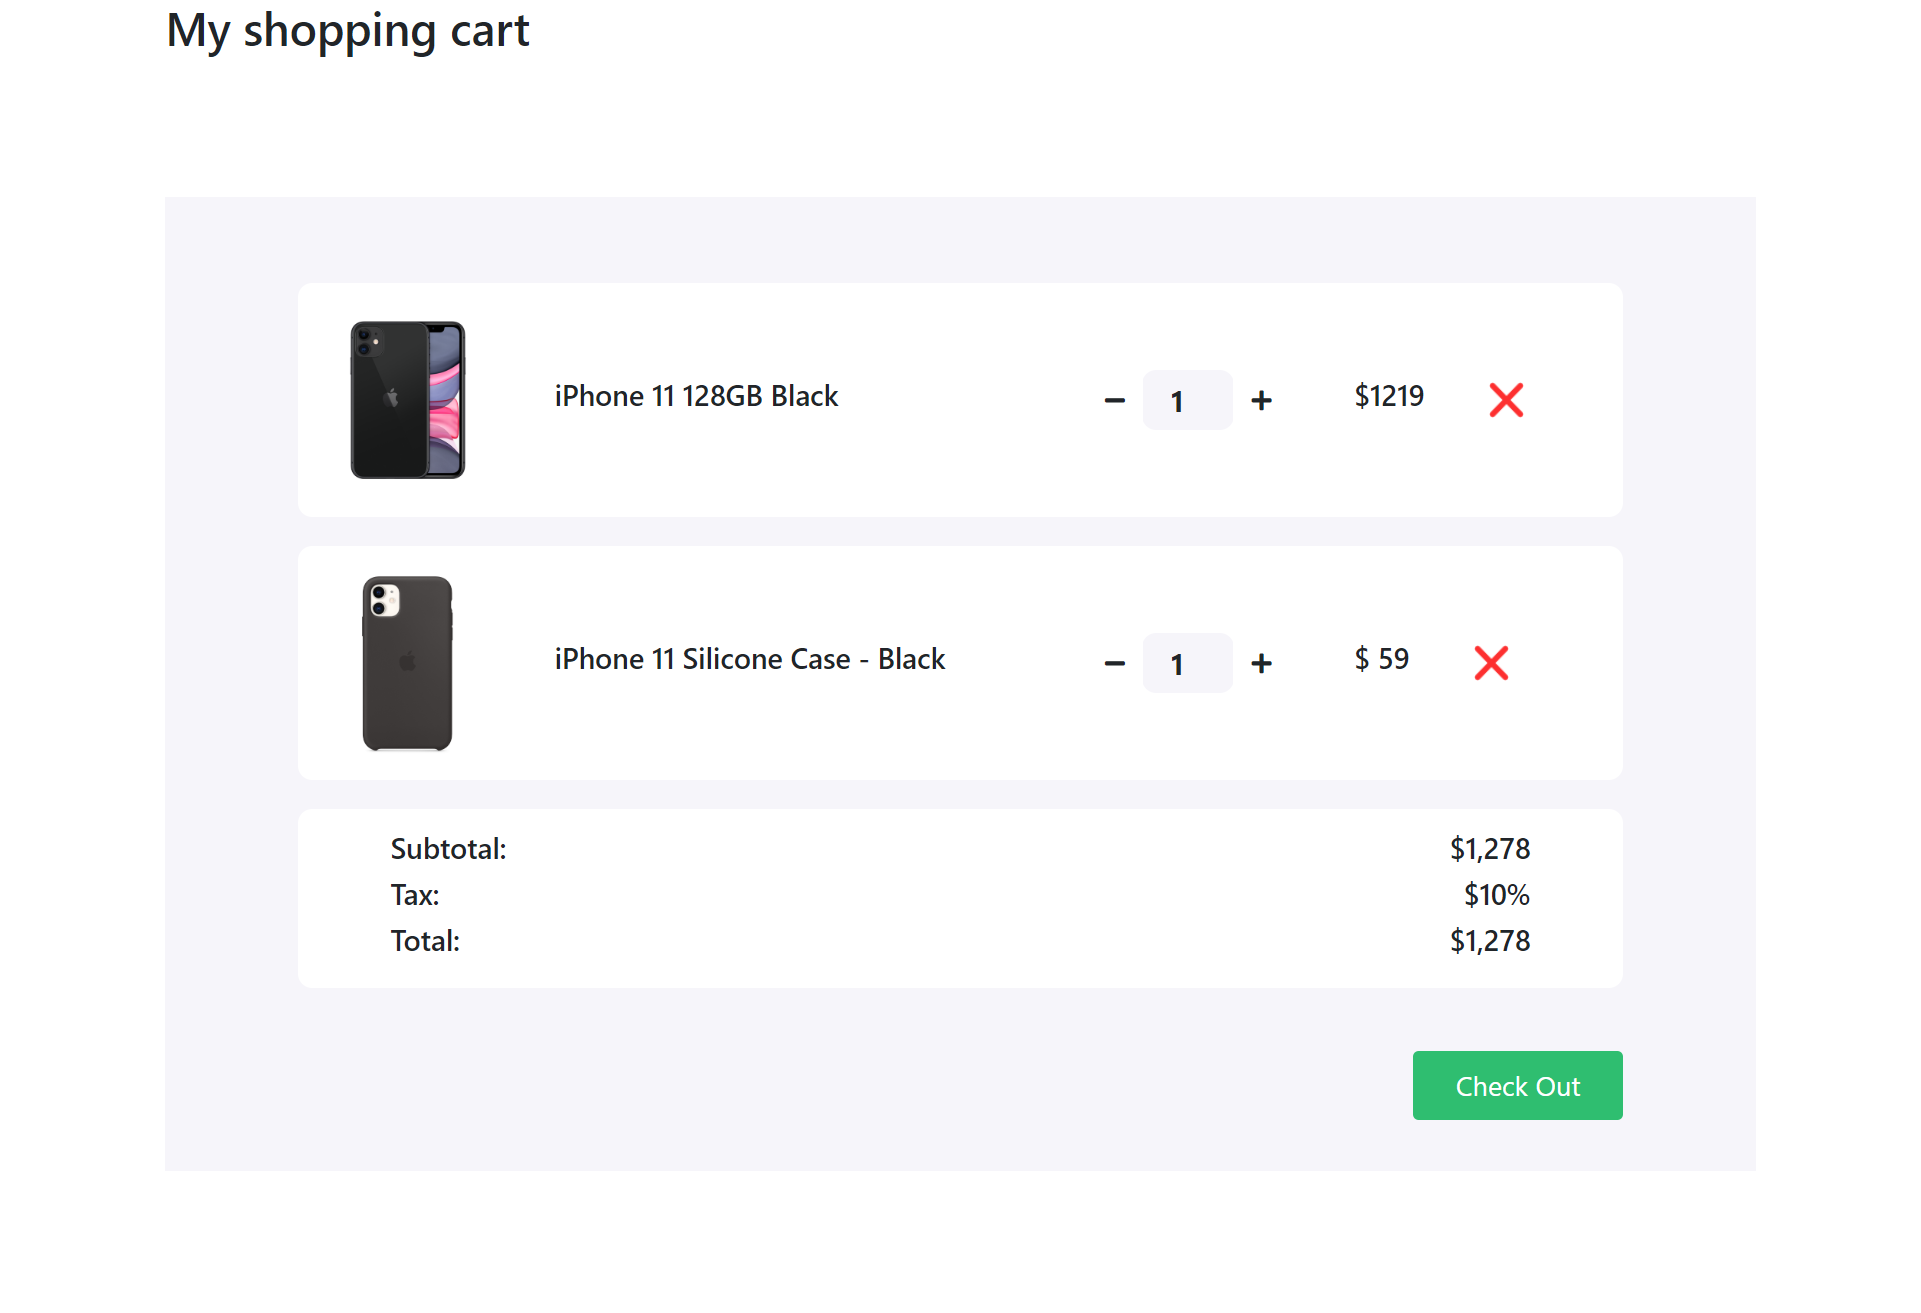 My shopping cart
iPhone 11 128GB Black − 1 + $1219
iPhone 11 Silicone Case - Black − 1 + $ 59
Subtotal: $1,278
Tax: $10%
Total: $1,278
Check Out